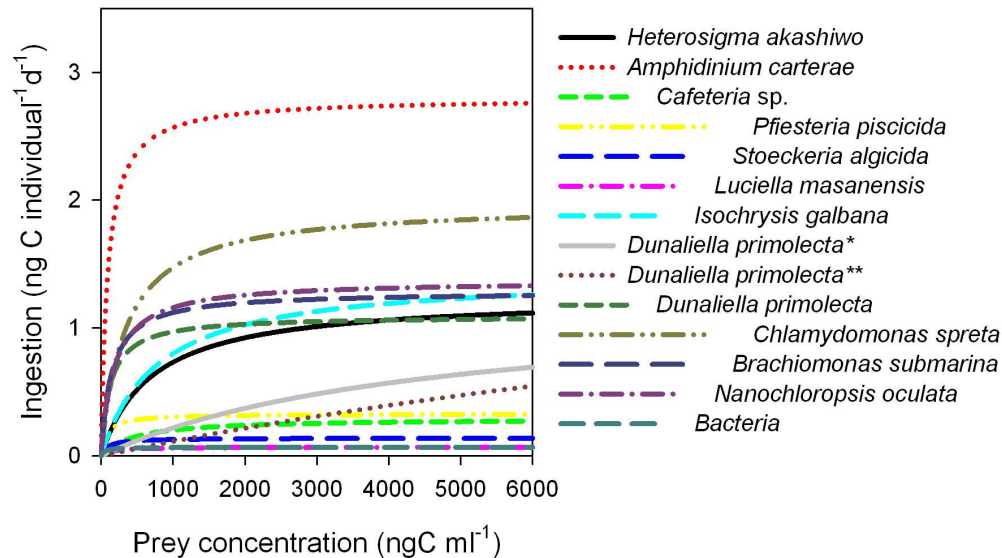 Ingestion (ng C individual⁻¹d⁻¹)
3
2
1
0
0 1000 2000 3000 4000 5000 6000
Prey concentration (ngC ml⁻¹)
Heterosigma akashiwo
Amphidinium carterae
Cafeteria sp.
Pfiesteria piscicida
Stoeckeria algicida
Luciella masanensis
Isochrysis galbana
Dunaliella primolecta*
Dunaliella primolecta**
Dunaliella primolecta
Chlamydomonas spreta
Brachiomonas submarina
Nanochloropsis oculata
Bacteria